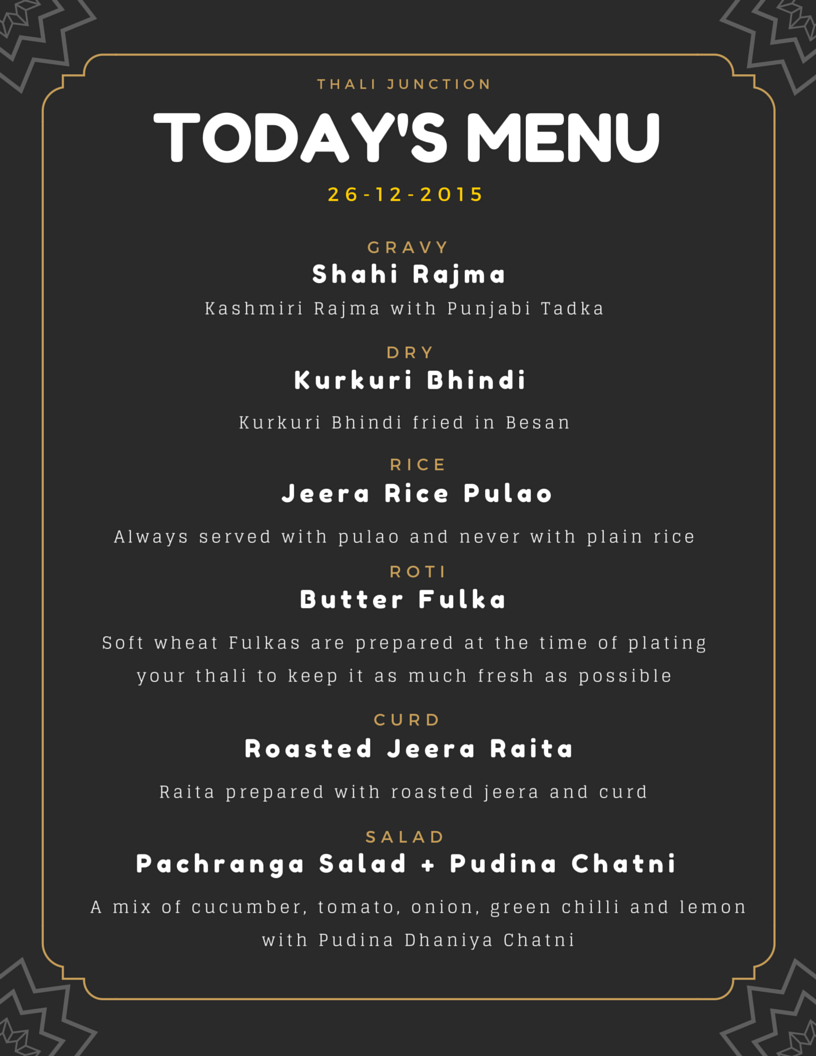 THALI JUNCTION
TODAY'S MENU
26-12-2015
GRAVY
Shahi Rajma
Kashmiri Rajma with Punjabi Tadka
DRY
Kurkuri Bhindi
Kurkuri Bhindi fried in Besan
RICE
Jeera Rice Pulao
Always served with pulao and never with plain rice
ROTI
Butter Fulka
Soft wheat Fulkas are prepared at the time of plating
your thali to keep it as much fresh as possible
CURD
Roasted Jeera Raita
Raita prepared with roasted jeera and curd
SALAD
Pachranga Salad + Pudina Chatni
A mix of cucumber, tomato, onion, green chilli and lemon
with Pudina Dhaniya Chatni